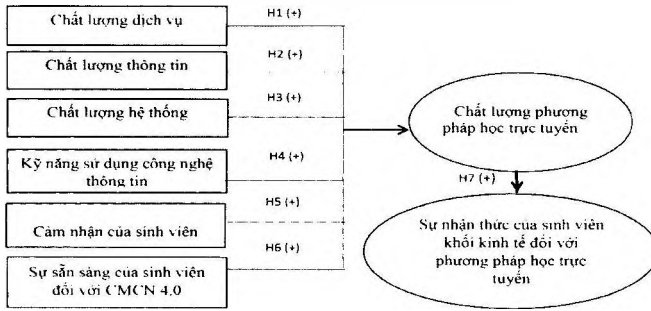 Chất lượng dịch vụ
H1 (+)
Chất lượng thông tin
H2 (+)
Chất lượng hệ thống
H3 (+)
Kỹ năng sử dụng công nghệ
thông tin
H4 (+)
Cảm nhận của sinh viên
H5 (+)
Sự sẵn sàng của sinh viên
đối với CMCN 4.0
H6 (+)
Chất lượng phương
pháp học trực tuyến
H7 (+)
Sự nhận thức của sinh viên
khối kinh tế đối với
phương pháp học trực
tuyến